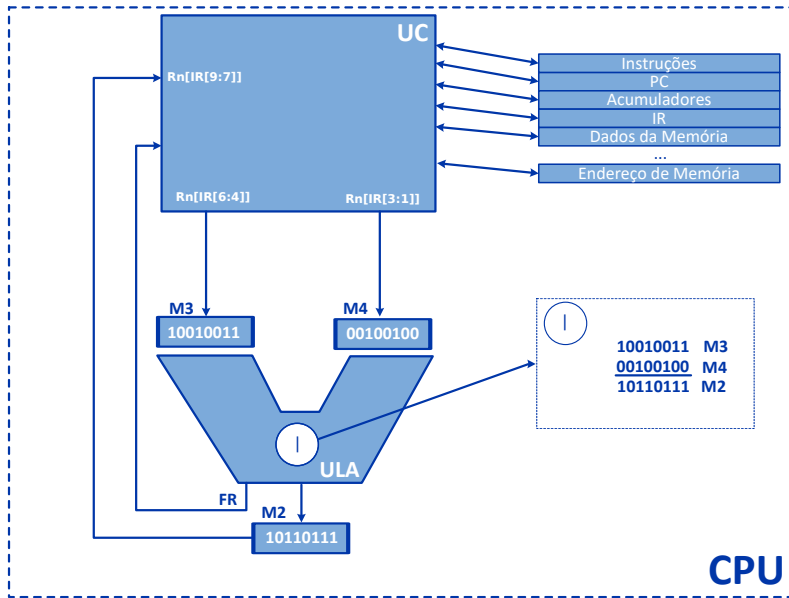 UC
Rn[IR[9:7]]
Rn[IR[6:4]]
Rn[IR[3:1]]
Instruções
PC
Acumuladores
IR
Dados da Memória
...
Endereço de Memória
M3
10010011
M4
00100100
|
ULA
FR
M2
10110111
|
10010011 M3
00100100 M4
10110111 M2
CPU